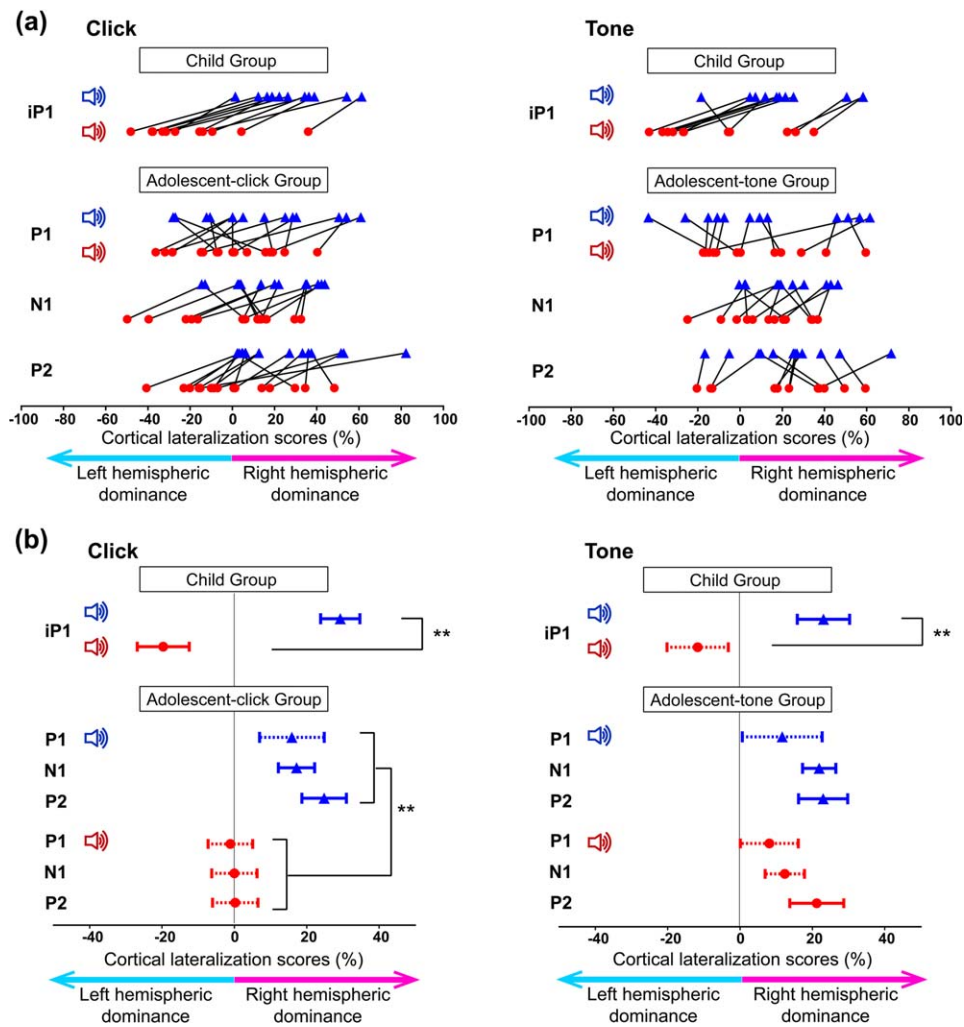 (a)
Click
Tone
Child Group
Child Group
iP1
iP1
Adolescent-click Group
Adolescent-tone Group
P1
P1
N1
N1
P2
P2
-100 -80 -60 -40 -20 0 20 40 60 80 100
-100 -80 -60 -40 -20 0 20 40 60 80 100
Cortical lateralization scores (%)
Cortical lateralization scores (%)
Left hemispheric
dominance
Right hemispheric
dominance
Left hemispheric
dominance
Right hemispheric
dominance
(b)
Click
Tone
Child Group
Child Group
iP1
**
iP1
**
Adolescent-click Group
Adolescent-tone Group
P1
N1
P2
P1
N1
P2
**
P1
N1
P2
P1
N1
P2
-40 -20 0 20 40
-40 -20 0 20 40
Cortical lateralization scores (%)
Cortical lateralization scores (%)
Left hemispheric
dominance
Right hemispheric
dominance
Left hemispheric
dominance
Right hemispheric
dominance